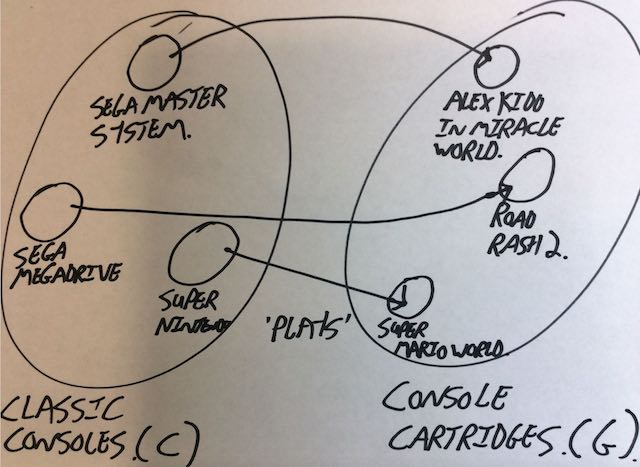 SEGA MASTER
SYSTEM.
ALEX KIDD
IN MIRACLE
WORLD.
SEGA
MEGADRIVE
ROAD
RASH 2.
SUPER
NINTENDO
'PLAYS'
SUPER
MARIO WORLD.
CLASSIC
CONSOLES. (C)
CONSOLE
CARTRIDGES. (G).